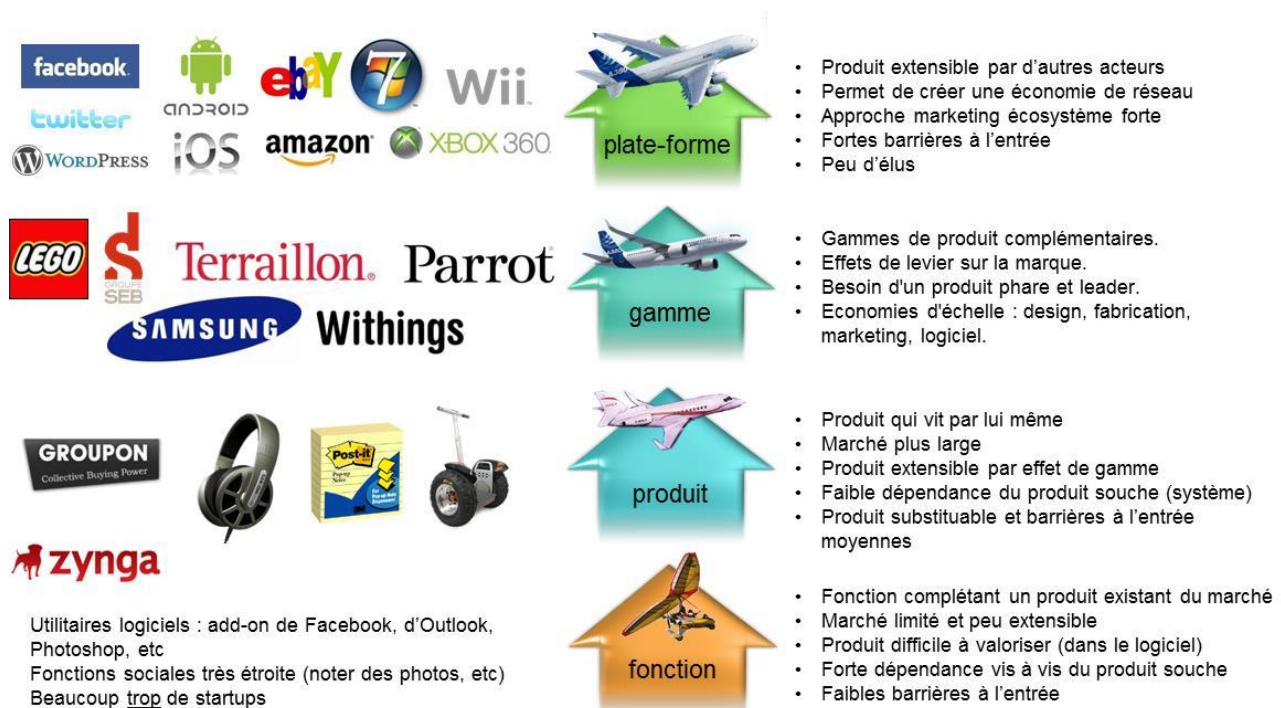 facebook
twitter
WORDPRESS
ANDROID
iOS
ebay
7
amazon
Wii
XBOX 360
A380
plate-forme
• Produit extensible par d’autres acteurs
• Permet de créer une économie de réseau
• Approche marketing écosystème forte
• Fortes barrières à l’entrée
• Peu d’élus
LEGO
GROUPE
SEB
Terraillon
Parrot
SAMSUNG
Withings
gamme
• Gammes de produit complémentaires.
• Effets de levier sur la marque.
• Besoin d'un produit phare et leader.
• Economies d'échelle : design, fabrication,
marketing, logiciel.
GROUPON
Collective Buying Power
Post-it
Pop-up
Notes
3M
produit
• Produit qui vit par lui même
• Marché plus large
• Produit extensible par effet de gamme
• Faible dépendance du produit souche (système)
• Produit substituable et barrières à l’entrée
moyennes
zynga
Utilitaires logiciels : add-on de Facebook, d’Outlook,
Photoshop, etc
Fonctions sociales très étroite (noter des photos, etc)
Beaucoup trop de startups
fonction
• Fonction complétant un produit existant du marché
• Marché limité et peu extensible
• Produit difficile à valoriser (dans le logiciel)
• Forte dépendance vis à vis du produit souche
• Faibles barrières à l’entrée